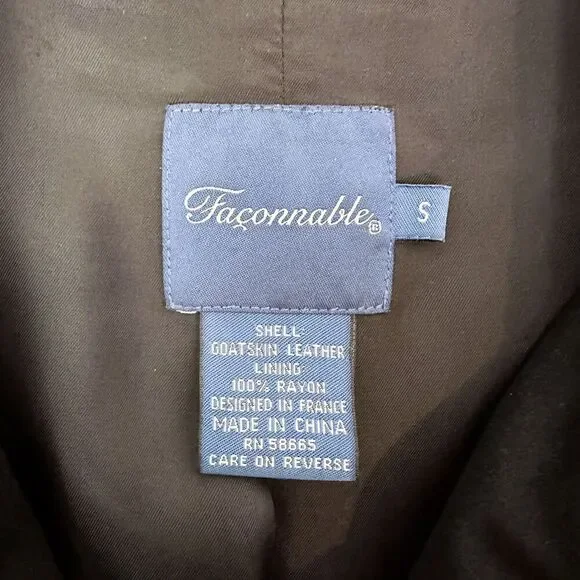 Façonnable®
S
SHELL:
GOATSKIN LEATHER
LINING:
100% RAYON
DESIGNED IN FRANCE
MADE IN CHINA
RN 58665
CARE ON REVERSE